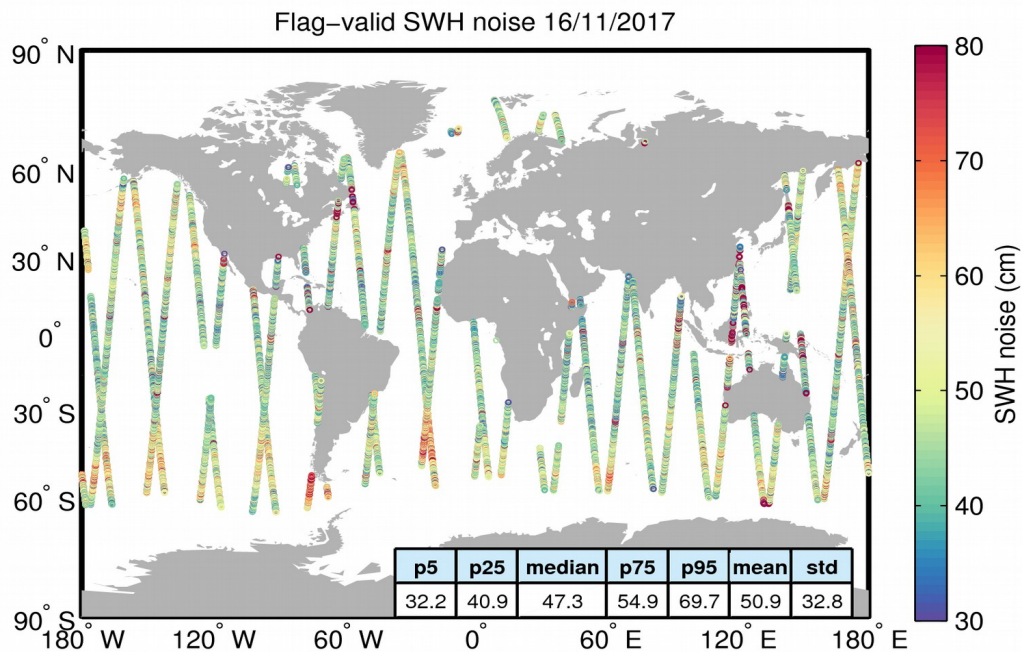 Flag−valid SWH noise 16/11/2017
90° N
60° N
30° N
0°
30° S
60° S
90° S
180° W
120° W
60° W
0°
60° E
120° E
180° E
p5 p25 median p75 p95 mean std
32.2 40.9 47.3 54.9 69.7 50.9 32.8
80
70
60
50
40
30
SWH noise (cm)